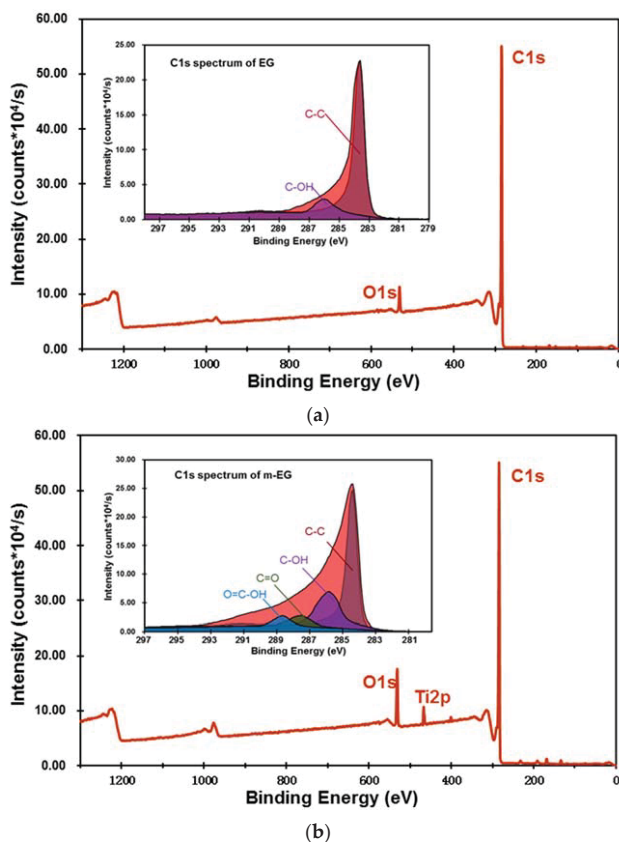 60.00
50.00
40.00
30.00
20.00
10.00
0.00
Intensity (counts*10⁴/s)
1200
1000
800
600
400
200
0
Binding Energy (eV)
C1s
O1s
C1s spectrum of EG
25.00
20.00
15.00
10.00
5.00
0.00
Intensity (counts*10⁴/s)
C-C
C-OH
297 295 293 291 289 287 285 283 281 279
Binding Energy (eV)
(a)
60.00
50.00
40.00
30.00
20.00
10.00
0.00
Intensity (counts*10⁴/s)
1200
1000
800
600
400
200
0
Binding Energy (eV)
C1s
O1s
Ti2p
C1s spectrum of m-EG
30.00
25.00
20.00
15.00
10.00
5.00
0.00
Intensity (counts*10⁴/s)
C-C
C-OH
C=O
O=C-OH
297 295 293 291 289 287 285 283 281
Binding Energy (eV)
(b)